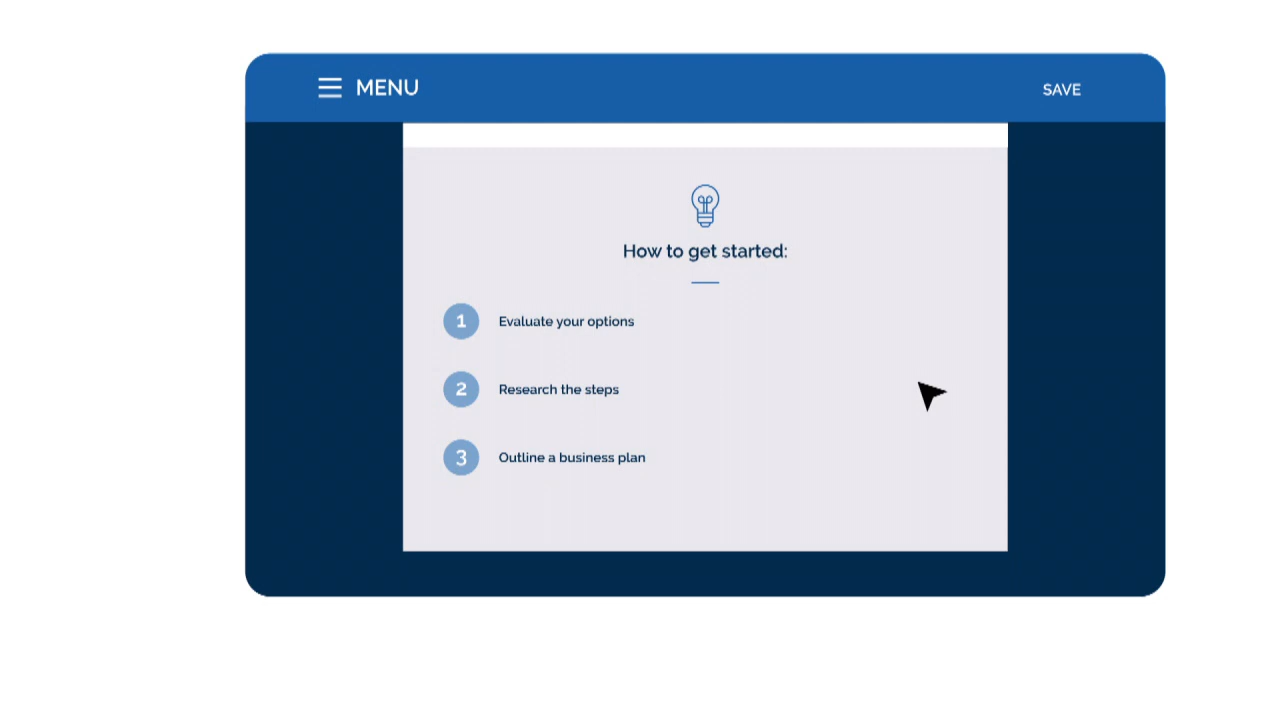 MENU
SAVE
How to get started:
1 Evaluate your options
2 Research the steps
3 Outline a business plan